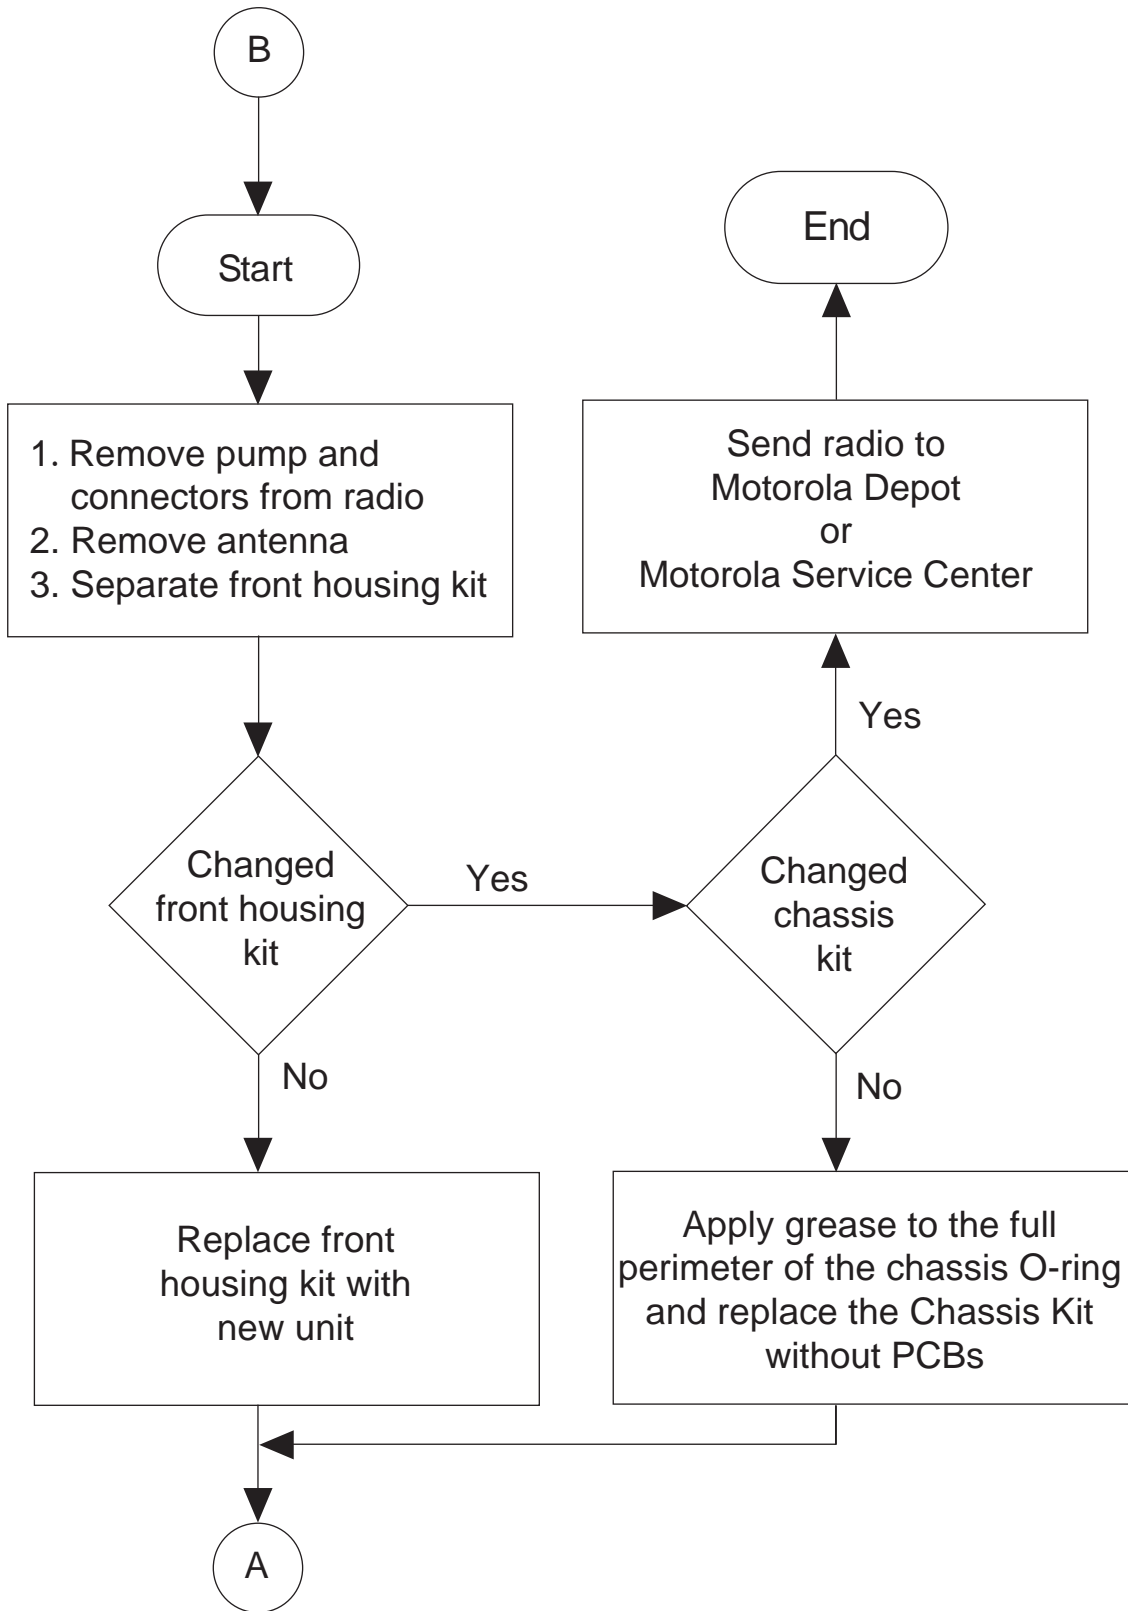 B
Start
1. Remove pump and
connectors from radio
2. Remove antenna
3. Separate front housing kit
Changed
front housing
kit
Yes
No
Replace front
housing kit with
new unit
A
End
Send radio to
Motorola Depot
or
Motorola Service Center
Yes
Changed
chassis
kit
No
Apply grease to the full
perimeter of the chassis O-ring
and replace the Chassis Kit
without PCBs